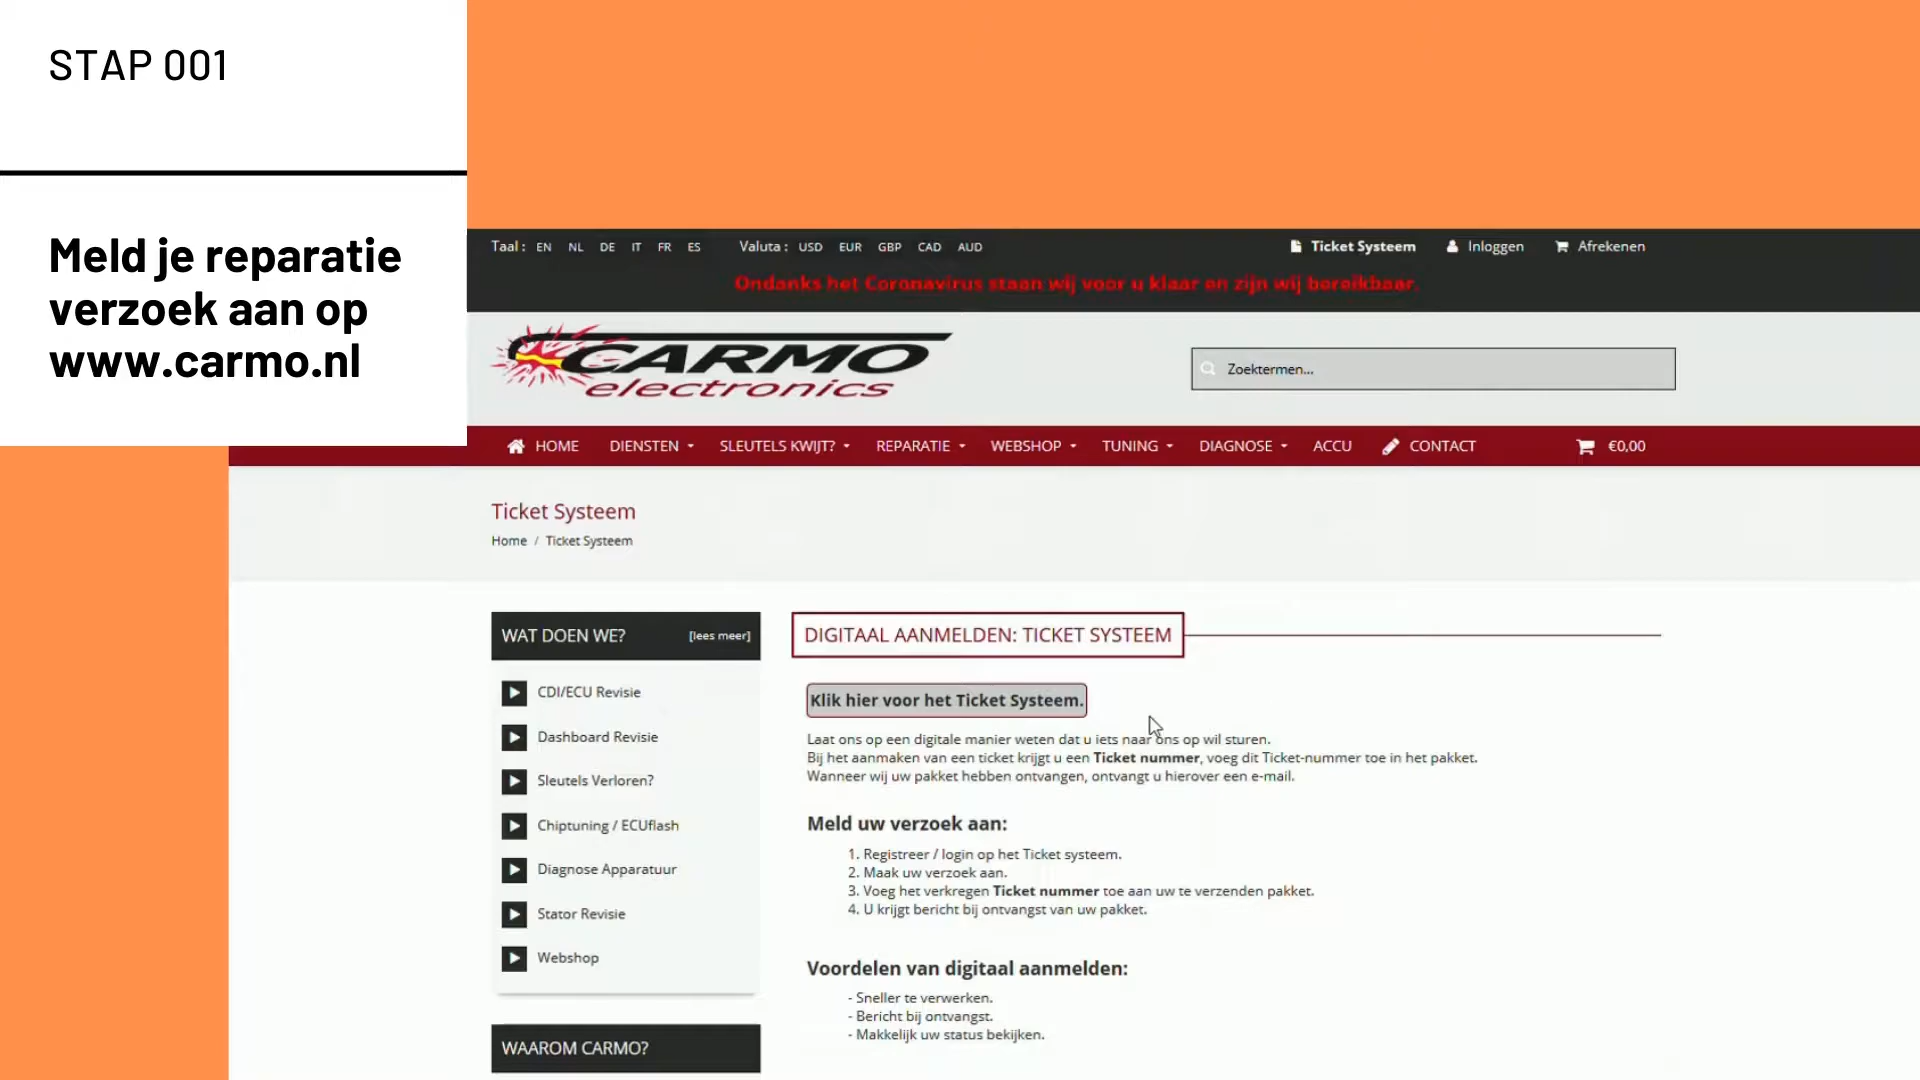 STAP 001
Meld je reparatie
verzoek aan op
www.carmo.nl
Taal : EN NL DE IT FR ES Valuta : USD EUR GBP CAD AUD Ticket Systeem Inloggen Afrekenen
Ondanks het Coronavirus staan wij voor u klaar en zijn wij bereikbaar.
CARMO
electronics
Zoektermen...
HOME DIENSTEN SLEUTELS KWIJT? REPARATIE WEBSHOP TUNING DIAGNOSE ACCU CONTACT €0,00
Ticket Systeem
Home / Ticket Systeem
WAT DOEN WE? [lees meer]
CDI/ECU Revisie
Dashboard Revisie
Sleutels Verloren?
Chiptuning / ECUflash
Diagnose Apparatuur
Stator Revisie
Webshop
WAAROM CARMO?
DIGITAAL AANMELDEN: TICKET SYSTEEM
Klik hier voor het Ticket Systeem.
Laat ons op een digitale manier weten dat u iets naar ons op wil sturen.
Bij het aanmaken van een ticket krijgt u een Ticket nummer, voeg dit Ticket-nummer toe in het pakket.
Wanneer wij uw pakket hebben ontvangen, ontvangt u hierover een e-mail.
Meld uw verzoek aan:
1. Registreer / login op het Ticket systeem.
2. Maak uw verzoek aan.
3. Voeg het verkregen Ticket nummer toe aan uw te verzenden pakket.
4. U krijgt bericht bij ontvangst van uw pakket.
Voordelen van digitaal aanmelden:
- Sneller te verwerken.
- Bericht bij ontvangst.
- Makkelijk uw status bekijken.